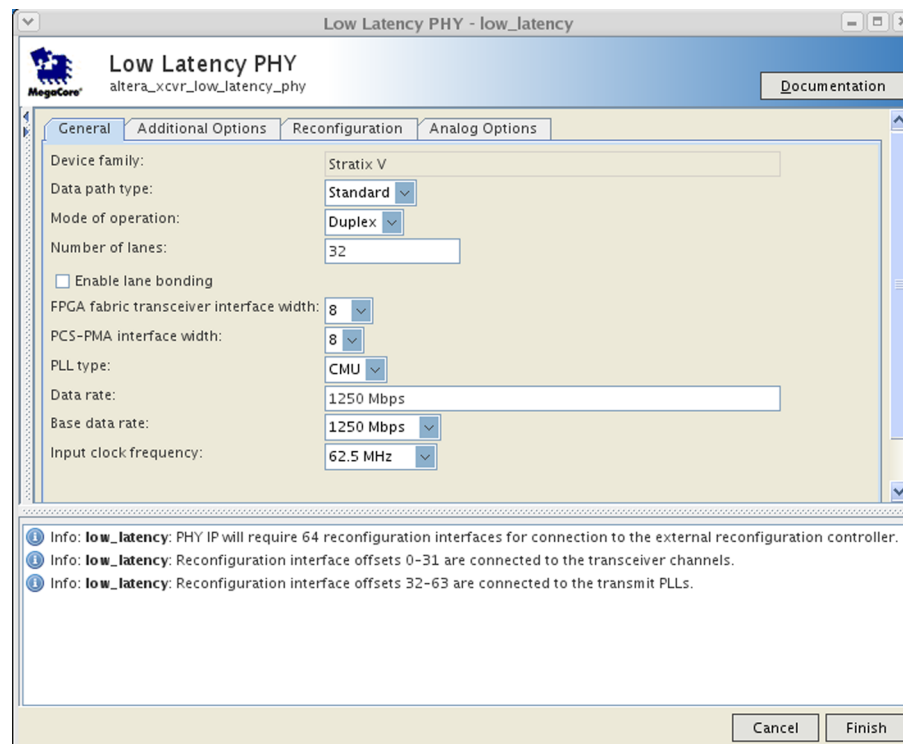 Low Latency PHY - low_latency
Low Latency PHY
MegaCore®
altera_xcvr_low_latency_phy
Documentation
General Additional Options Reconfiguration Analog Options
Device family: Stratix V
Data path type: Standard
Mode of operation: Duplex
Number of lanes: 32
Enable lane bonding
FPGA fabric transceiver interface width: 8
PCS-PMA interface width: 8
PLL type: CMU
Data rate: 1250 Mbps
Base data rate: 1250 Mbps
Input clock frequency: 62.5 MHz
Info: low_latency: PHY IP will require 64 reconfiguration interfaces for connection to the external reconfiguration controller.
Info: low_latency: Reconfiguration interface offsets 0-31 are connected to the transceiver channels.
Info: low_latency: Reconfiguration interface offsets 32-63 are connected to the transmit PLLs.
Cancel Finish